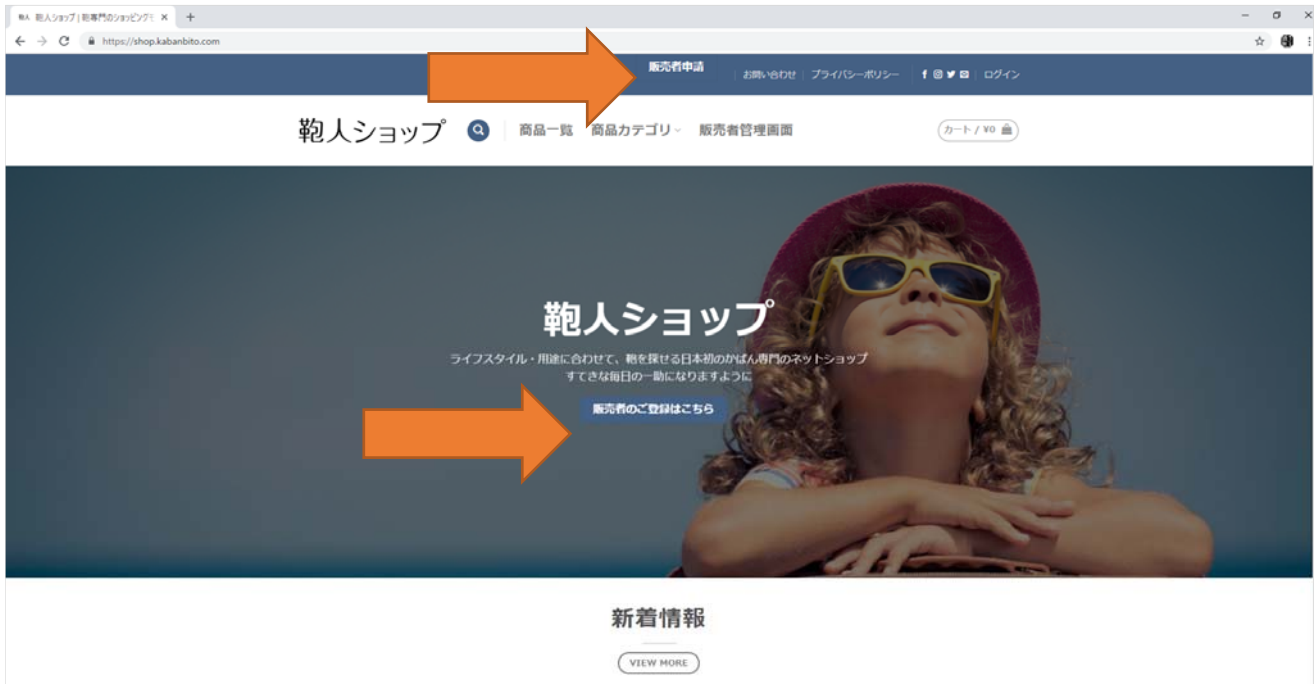 鞄人 鞄人ショップ | 鞄専門のショッピングモ
https://shop.kabanbito.com
販売者申請
お問い合わせ プライバシーポリシー ログイン
鞄人ショップ 商品一覧 商品カテゴリ 販売者管理画面 カート / ¥0
鞄人ショップ
ライフスタイル・用途に合わせて、鞄を探せる日本初のかばん専門のネットショップ
すてきな毎日の一助になりますように
販売者のご登録はこちら
新着情報
VIEW MORE